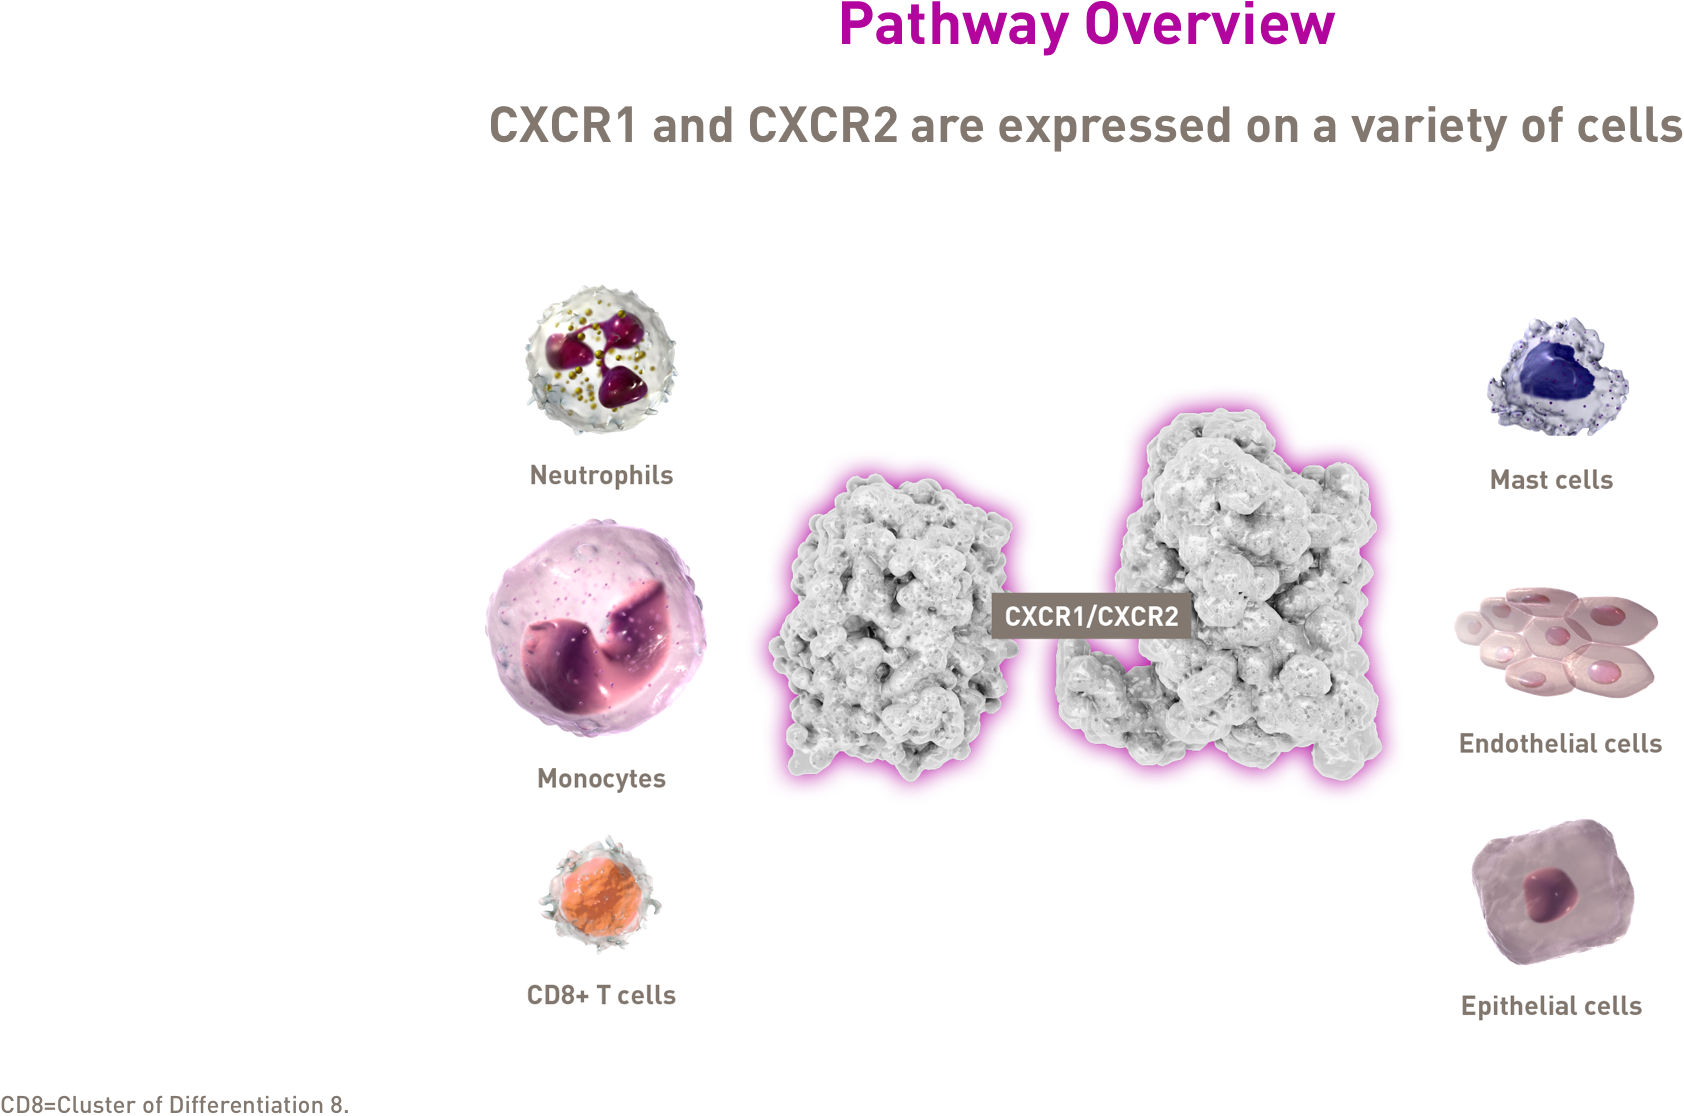 Pathway Overview
CXCR1 and CXCR2 are expressed on a variety of cells
Neutrophils
Monocytes
CD8+ T cells
CXCR1/CXCR2
Mast cells
Endothelial cells
Epithelial cells
CD8=Cluster of Differentiation 8.